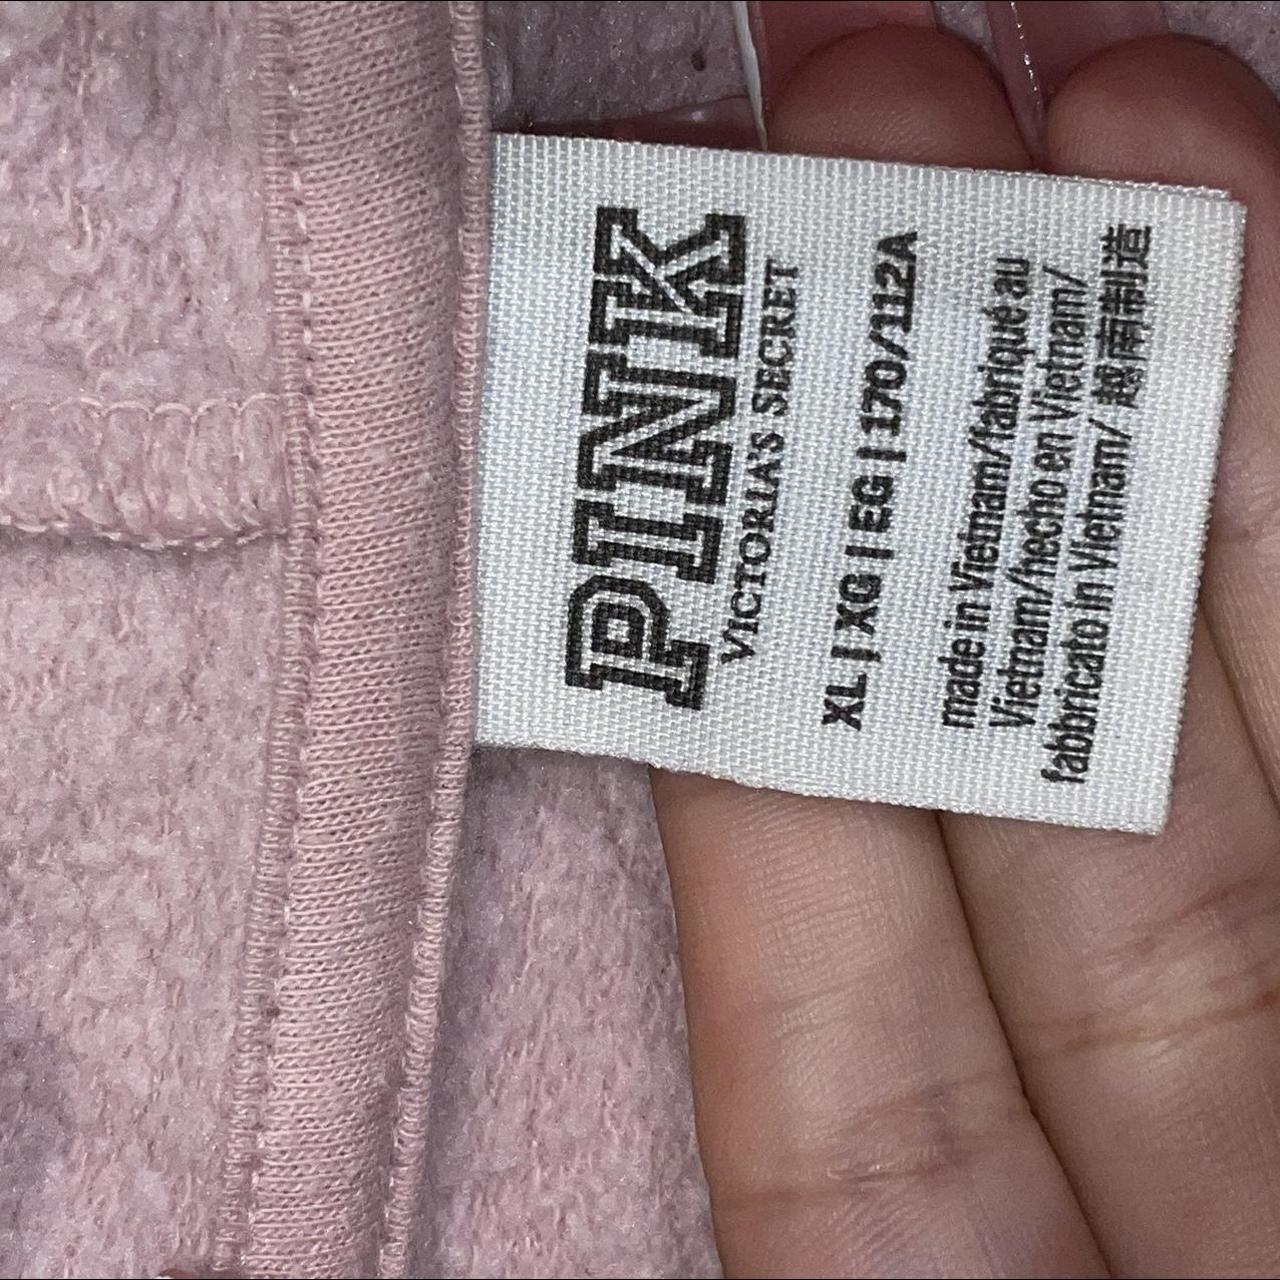 PINK
VICTORIA'S SECRET
XL | XG | EG | 170/112A
made in Vietnam/fabriqué au
Vietnam/hecho en Vietnam/
fabbricato in Vietnam/ 越南制造